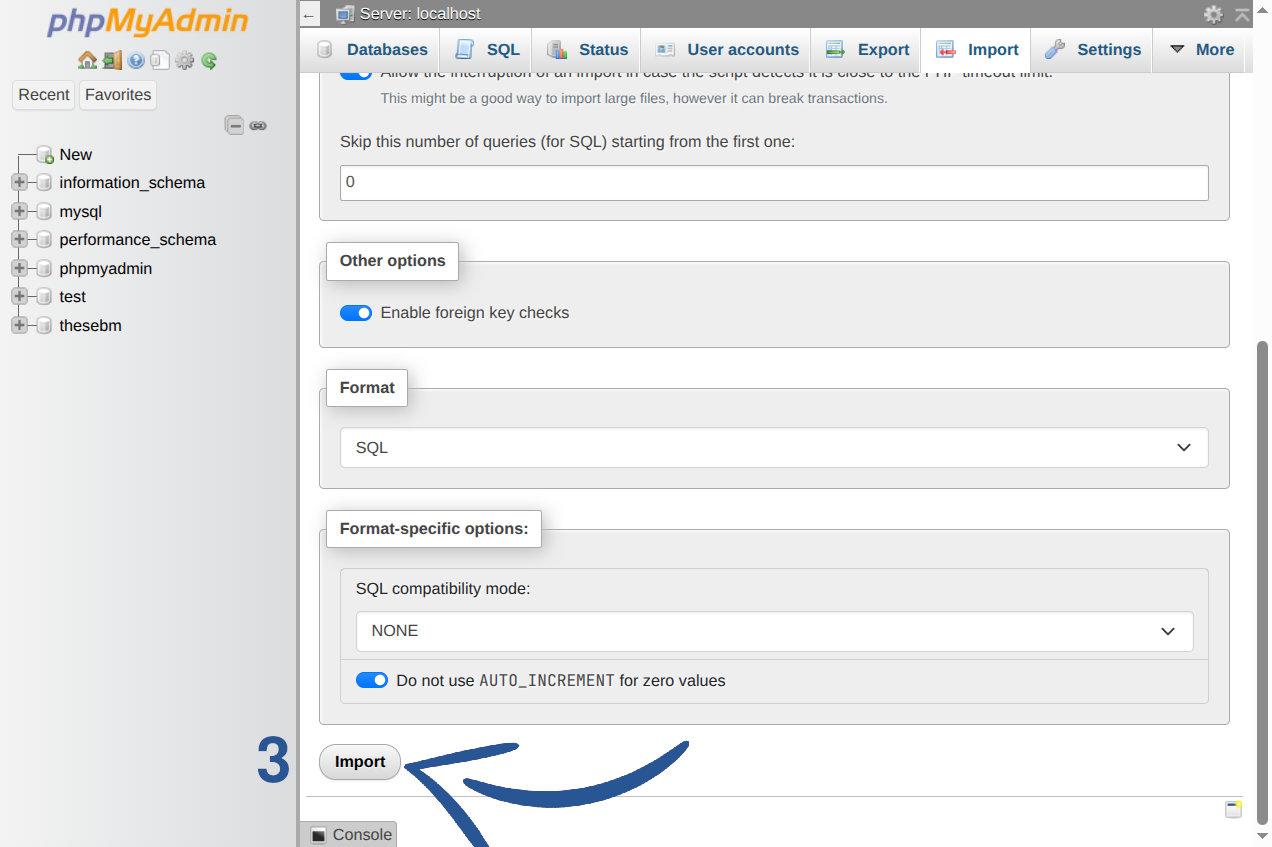 phpMyAdmin
Recent Favorites
New
information_schema
mysql
performance_schema
phpmyadmin
test
thesebm
Server: localhost
Databases SQL Status User accounts Export Import Settings More
Allow the interruption of an import in case the script detects it is close to the PHP timeout limit.
This might be a good way to import large files, however it can break transactions.
Skip this number of queries (for SQL) starting from the first one:
0
Other options
Enable foreign key checks
Format
SQL
Format-specific options:
SQL compatibility mode:
NONE
Do not use AUTO_INCREMENT for zero values
3
Import
Console